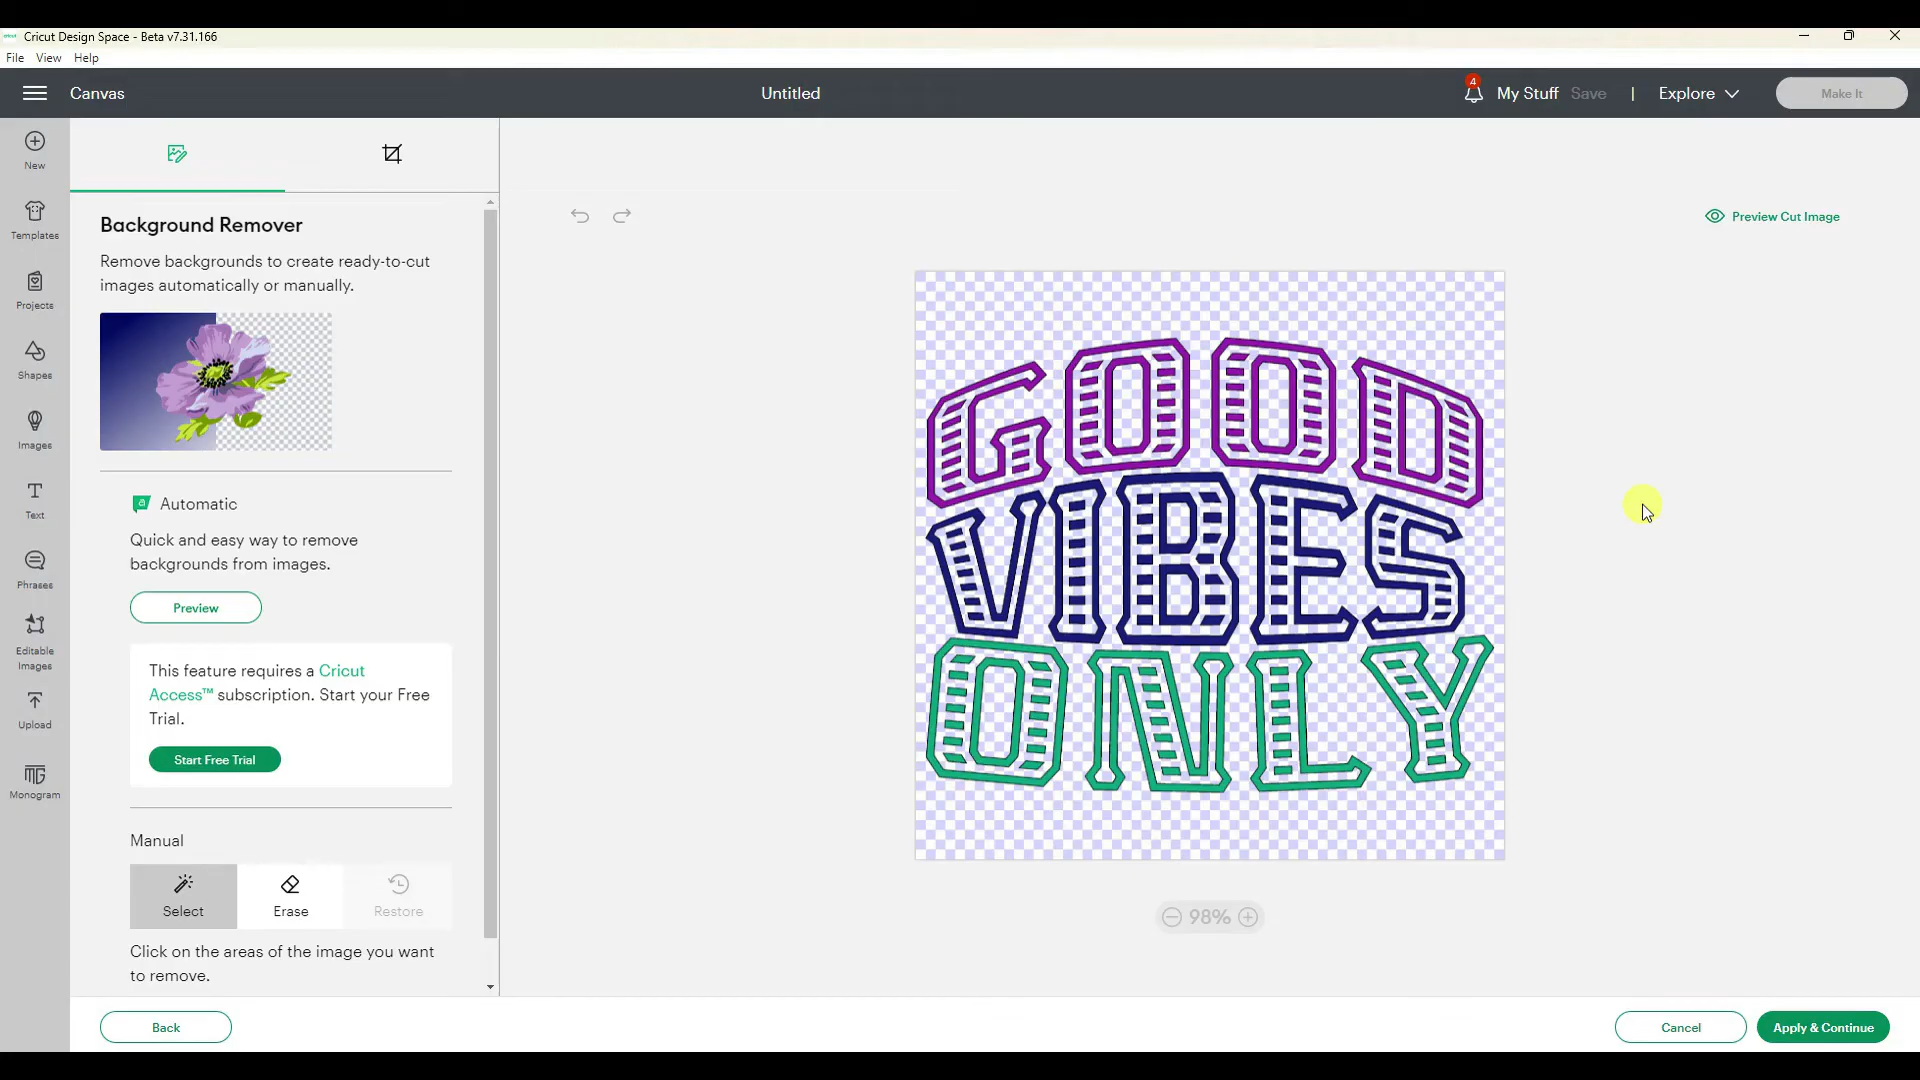 Cricut Design Space - Beta v7.31.166
File View Help
Canvas
Untitled
4
My Stuff Save | Explore
Make It
New
Templates
Projects
Shapes
Images
Text
Phrases
Editable
Images
Upload
MG
Monogram
Background Remover
Remove backgrounds to create ready-to-cut
images automatically or manually.
a Automatic
Quick and easy way to remove
backgrounds from images.
Preview
This feature requires a Cricut
Access™ subscription. Start your Free
Trial.
Start Free Trial
Manual
Select
Erase
Restore
Click on the areas of the image you want
to remove.
Preview Cut Image
GOOD
VIBES
ONLY
98%
Back
Cancel
Apply & Continue